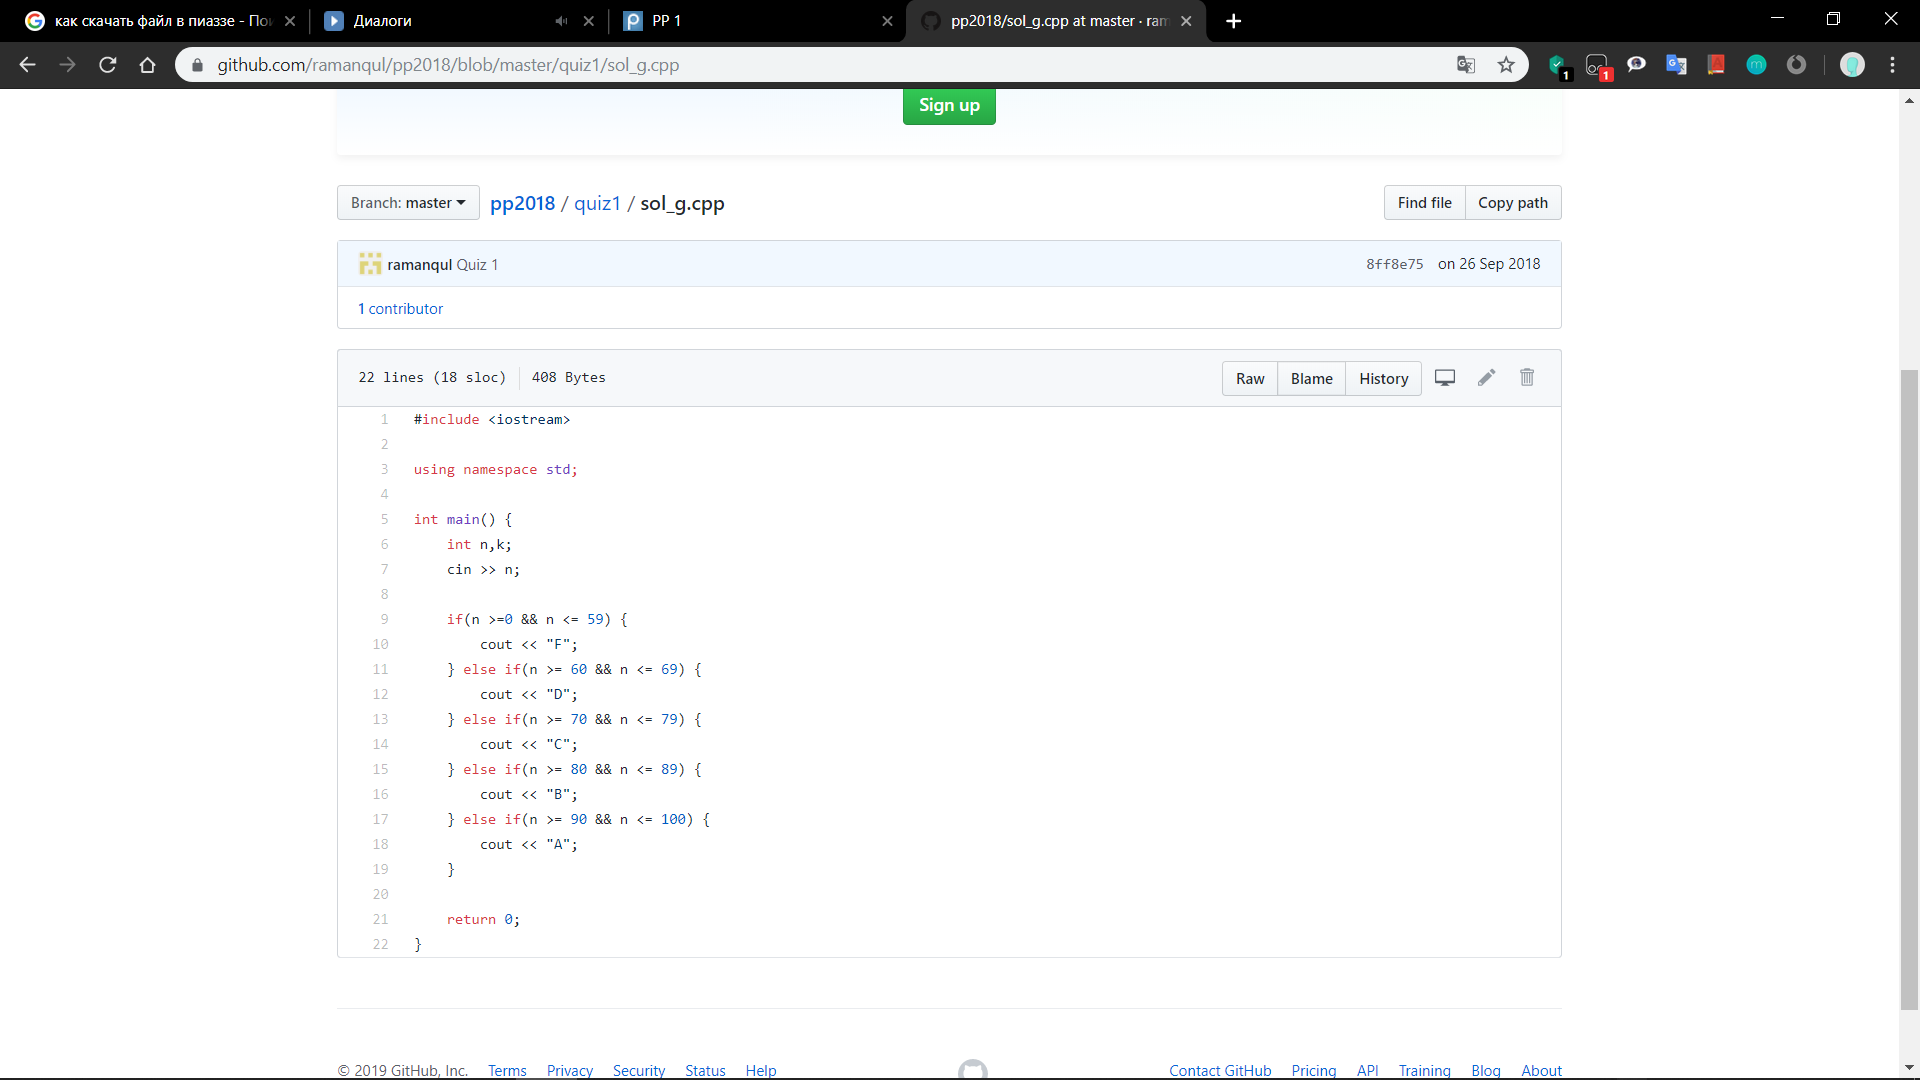 как скачать файл в пиаззе - По
Диалоги
PP 1
pp2018/sol_g.cpp at master · ram
github.com/ramanqul/pp2018/blob/master/quiz1/sol_g.cpp
1
1
Sign up
Branch: master
pp2018 / quiz1 / sol_g.cpp
Find file
Copy path
ramanqul Quiz 1
8ff8e75 on 26 Sep 2018
1 contributor
22 lines (18 sloc) 408 Bytes
Raw
Blame
History
1 #include <iostream>
2
3 using namespace std;
4
5 int main() {
6 int n,k;
7 cin >> n;
8
9 if(n >=0 && n <= 59) {
10 cout << "F";
11 } else if(n >= 60 && n <= 69) {
12 cout << "D";
13 } else if(n >= 70 && n <= 79) {
14 cout << "C";
15 } else if(n >= 80 && n <= 89) {
16 cout << "B";
17 } else if(n >= 90 && n <= 100) {
18 cout << "A";
19 }
20
21 return 0;
22 }
© 2019 GitHub, Inc. Terms Privacy Security Status Help Contact GitHub Pricing API Training Blog About